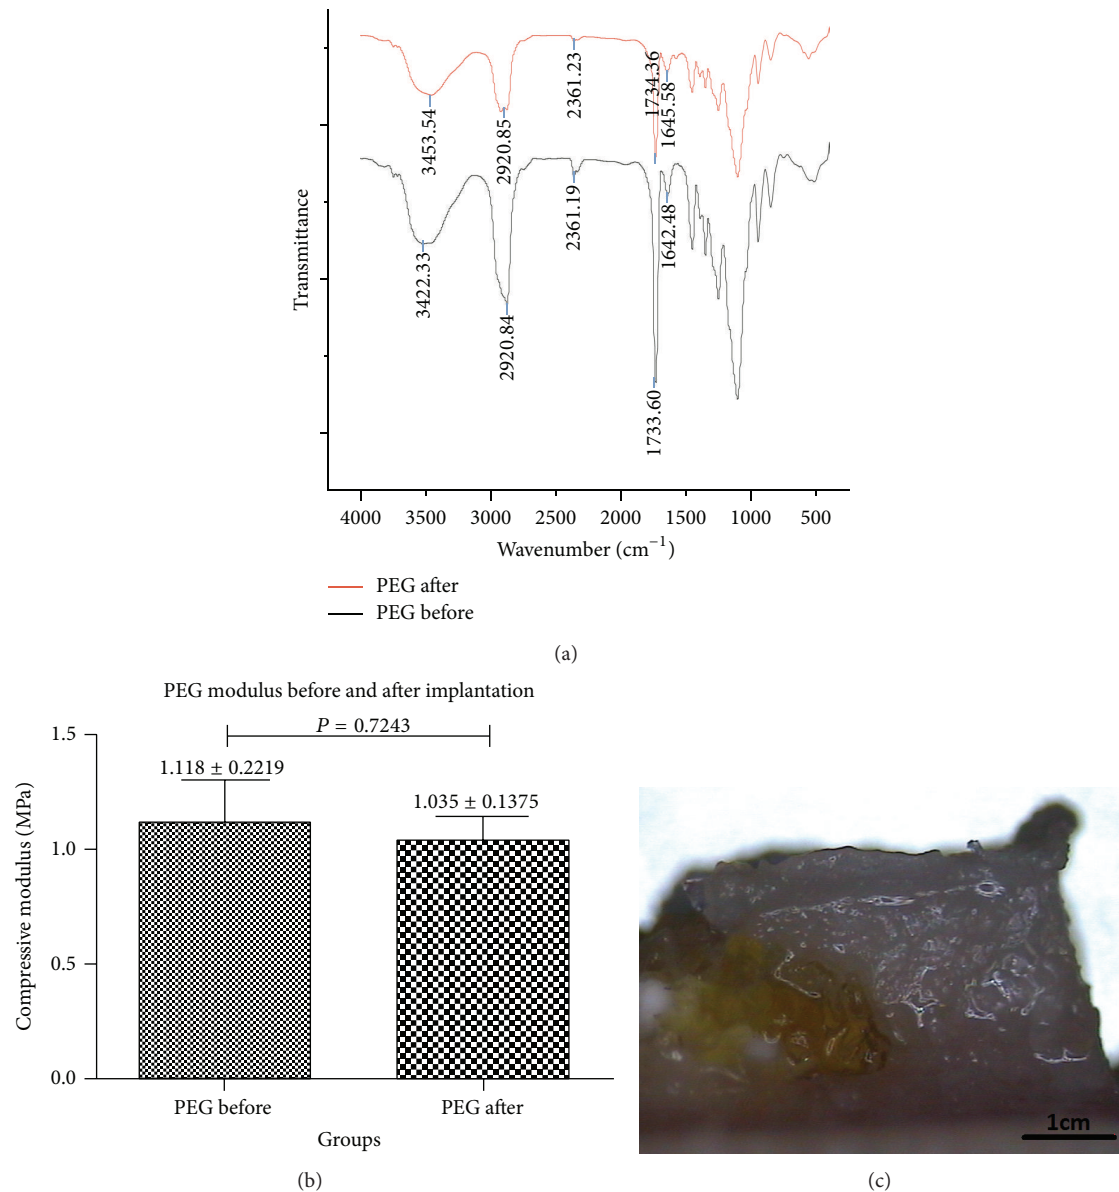 3453.54
2920.85
2361.23
1734.36
1645.58
3422.33
2920.84
2361.19
1733.60
1642.48
Transmittance
4000 3500 3000 2500 2000 1500 1000 500
Wavenumber (cm⁻¹)
PEG after
PEG before
(a)
PEG modulus before and after implantation
P = 0.7243
1.118 ± 0.2219
1.035 ± 0.1375
1.5
1.0
0.5
0.0
Compressive modulus (MPa)
PEG before PEG after
Groups
(b)
1cm
(c)